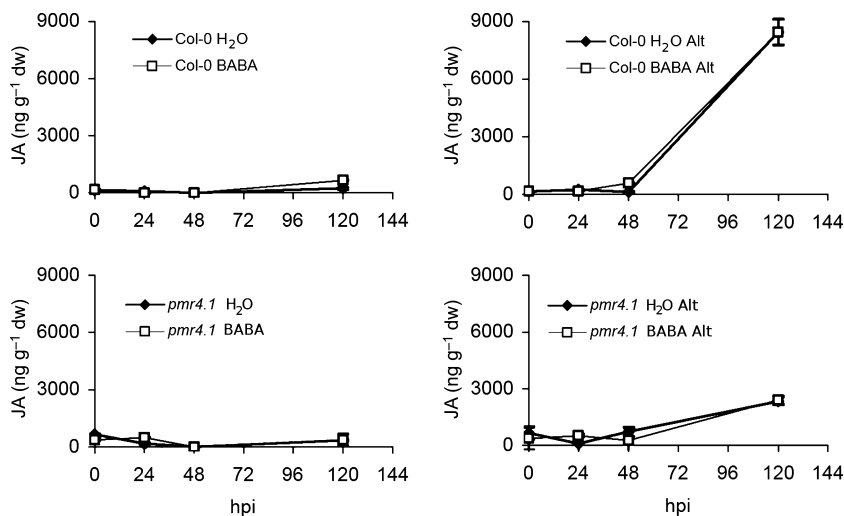 JA (ng g⁻¹ dw)
9000
6000
3000
0
Col-0 H₂O
Col-0 BABA
0 24 48 72 96 120 144
JA (ng g⁻¹ dw)
9000
6000
3000
0
Col-0 H₂O Alt
Col-0 BABA Alt
0 24 48 72 96 120 144
JA (ng g⁻¹ dw)
9000
6000
3000
0
pmr4.1 H₂O
pmr4.1 BABA
0 24 48 72 96 120 144
hpi
JA (ng g⁻¹ dw)
9000
6000
3000
0
pmr4.1 H₂O Alt
pmr4.1 BABA Alt
0 24 48 72 96 120 144
hpi